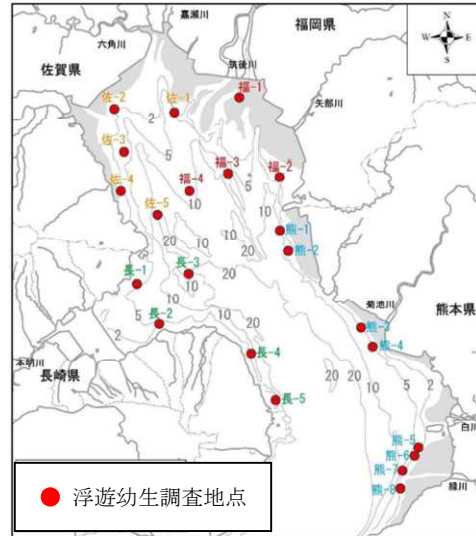 嘉瀬川
福岡県
六角川
筑後川
佐賀県
N
W E
S
佐-2
佐-1
福-1
矢部川
2
佐-3
5
福-3
福-2
佐-4
福-4
10
佐-5
10
5
熊-1
20
10
熊-2
10
20
長-3
20
長-1
10
菊池川
熊本県
5
10
長-2
20
熊-3
2
熊-4
本明川
長-4
20
20
10
5
2
長崎県
長-5
白川
熊-5
熊-6
熊-7
熊-8
緑川
浮遊幼生調査地点